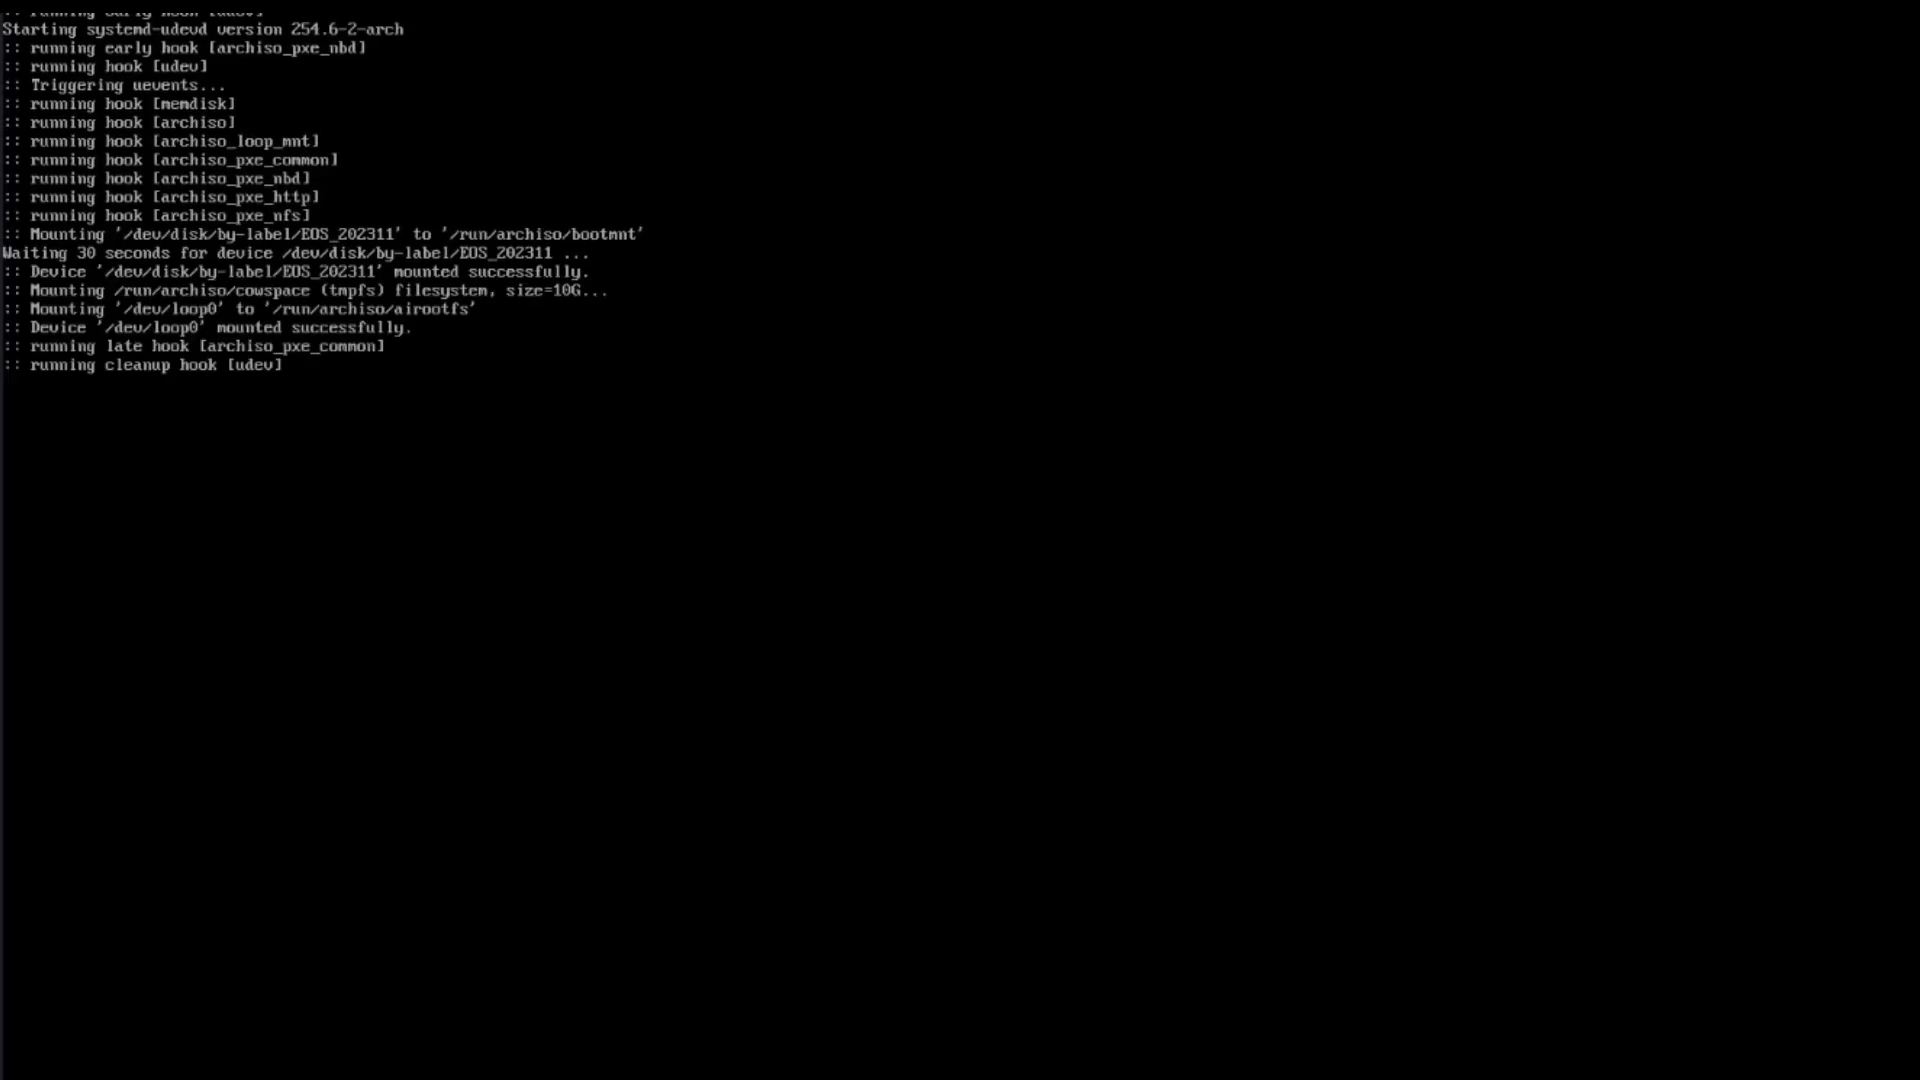 :: running early hook [udev]
Starting systemd-udevd version 254.6-2-arch
:: running early hook [archiso_pxe_nbd]
:: running hook [udev]
:: Triggering uevents...
:: running hook [memdisk]
:: running hook [archiso]
:: running hook [archiso_loop_mnt]
:: running hook [archiso_pxe_common]
:: running hook [archiso_pxe_nbd]
:: running hook [archiso_pxe_http]
:: running hook [archiso_pxe_nfs]
:: Mounting '/dev/disk/by-label/EOS_202311' to '/run/archiso/bootmnt'
Waiting 30 seconds for device /dev/disk/by-label/EOS_202311 ...
:: Device '/dev/disk/by-label/EOS_202311' mounted successfully.
:: Mounting /run/archiso/cowspace (tmpfs) filesystem, size=10G...
:: Mounting '/dev/loop0' to '/run/archiso/airootfs'
:: Device '/dev/loop0' mounted successfully.
:: running late hook [archiso_pxe_common]
:: running cleanup hook [udev]